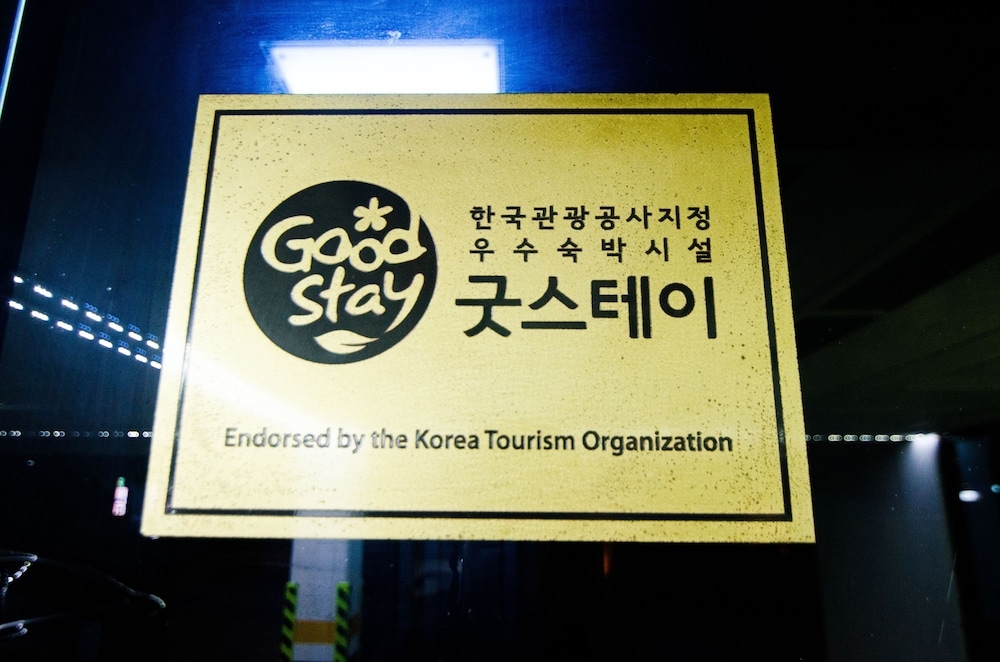 Good
stay
한국관광공사지정
우수숙박시설
굿스테이
Endorsed by the Korea Tourism Organization